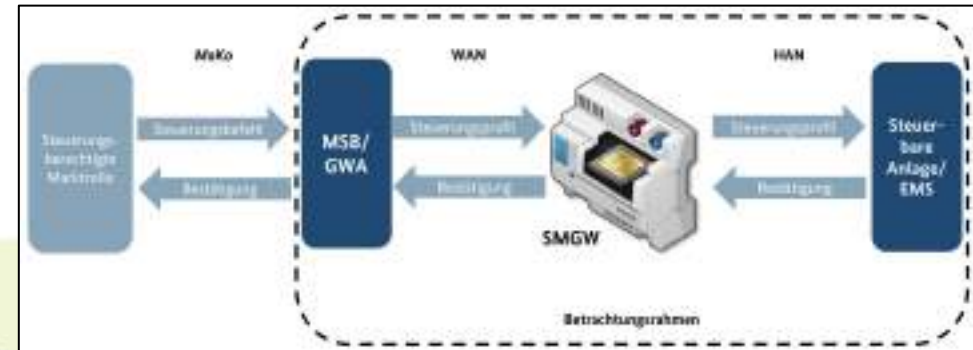 MaKo
WAN
HAN
Steuerungs-
berechtigte
Marktrolle
Steuerungsbefehl
Bestätigung
MSB/
GWA
Steuerungsprofil
Bestätigung
SMGW
Steuerungsprofil
Bestätigung
Steuer-
bare
Anlage/
EMS
Betrachtungsrahmen